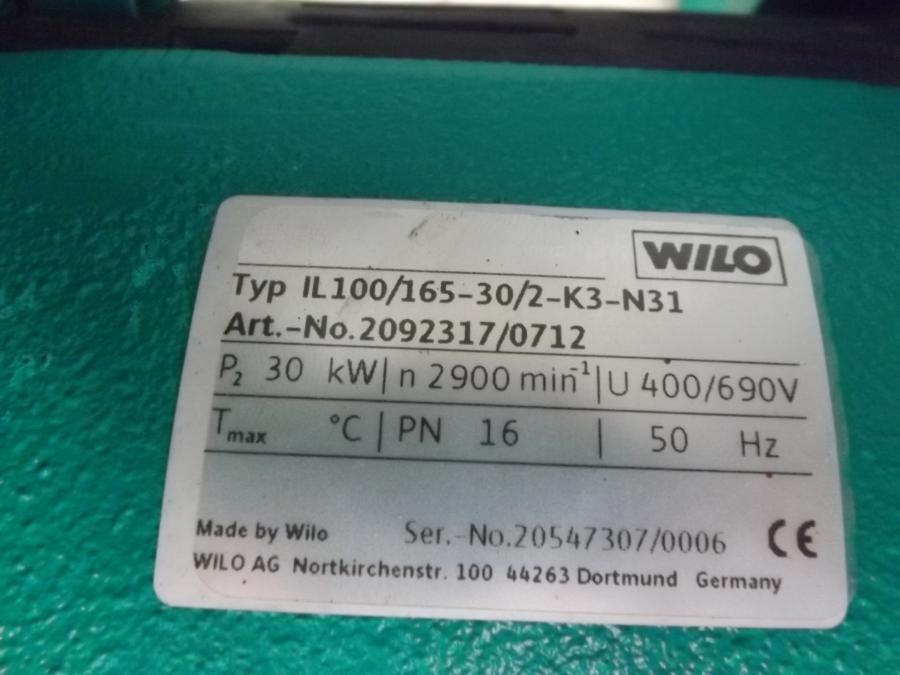 WILO
Typ IL100/165-30/2-K3-N31
Art.-No.2092317/0712
P₂ 30 kW n 2900 min⁻¹ U 400/690V
Tmax °C PN 16 50 Hz
Made by Wilo Ser.-No.20547307/0006 CE
WILO AG Nortkirchenstr. 100 44263 Dortmund Germany